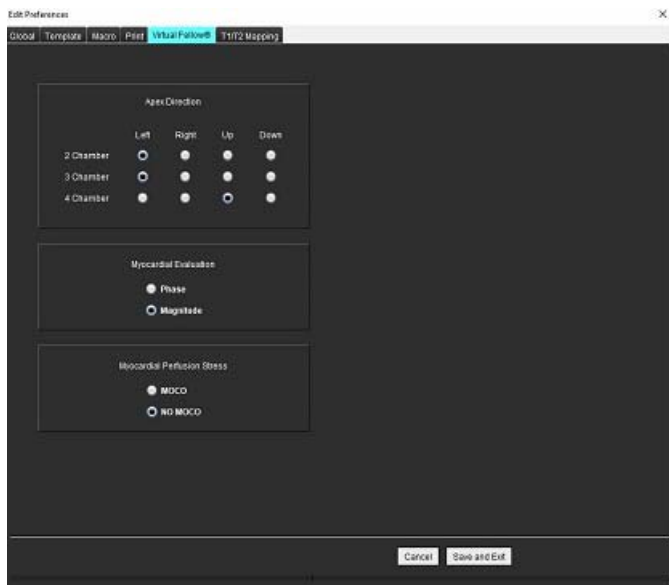 Edit Preferences
Global Template Macro Print Virtual Fellow® T1/T2 Mapping
Apex Direction
Left Right Up Down
2 Chamber
3 Chamber
4 Chamber
Myocardial Evaluation
Phase
Magnitude
Myocardial Perfusion Stress
MOCO
NO MOCO
Cancel Save and Exit